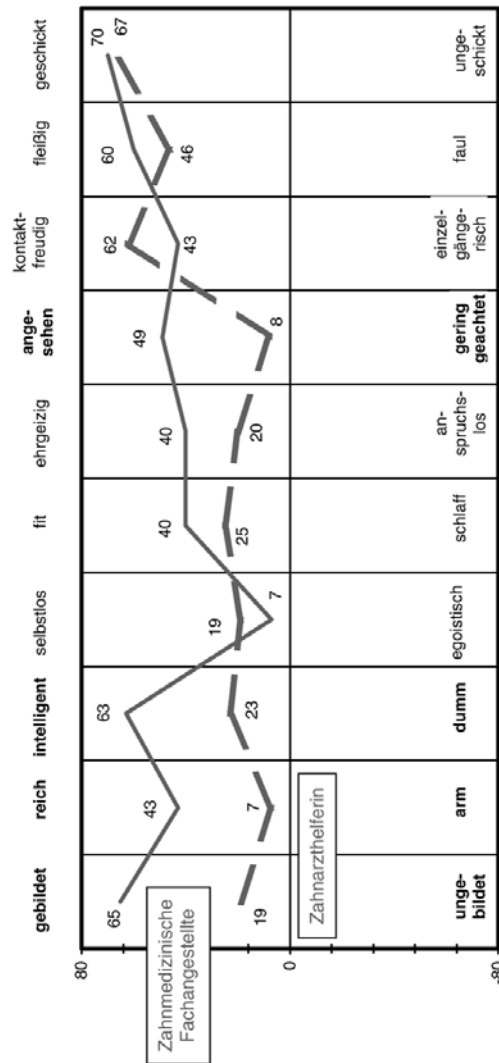 gebildet
reich
intelligent
selbstlos
fit
ehrgeizig
ange-
sehen
kontakt-
freudig
fleißig
geschickt
80
65
43
63
7
40
40
49
43
60
70
Zahnmedizinische
Fachangestellte
19
7
23
19
25
20
8
62
46
67
0
Zahnarzthelferin
unge-
bildet
arm
dumm
egoistisch
schlaff
an-
spruchs-
los
gering
geachtet
einzel-
gänge-
risch
faul
unge-
schickt
-80